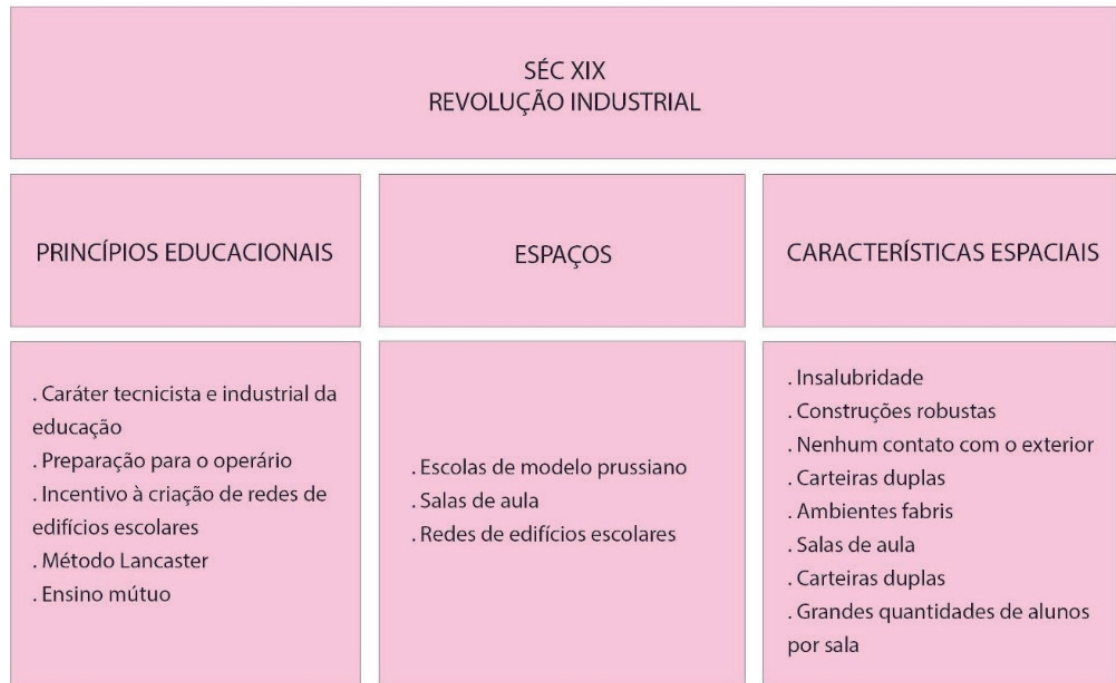 SÉC XIX
REVOLUÇÃO INDUSTRIAL
PRINCÍPIOS EDUCACIONAIS
ESPAÇOS
CARACTERÍSTICAS ESPACIAIS
. Caráter tecnicista e industrial da
educação
. Preparação para o operário
. Incentivo à criação de redes de
edifícios escolares
. Método Lancaster
. Ensino mútuo
. Escolas de modelo prussiano
. Salas de aula
. Redes de edifícios escolares
. Insalubridade
. Construções robustas
. Nenhum contato com o exterior
. Carteiras duplas
. Ambientes fabris
. Salas de aula
. Carteiras duplas
. Grandes quantidades de alunos
por sala